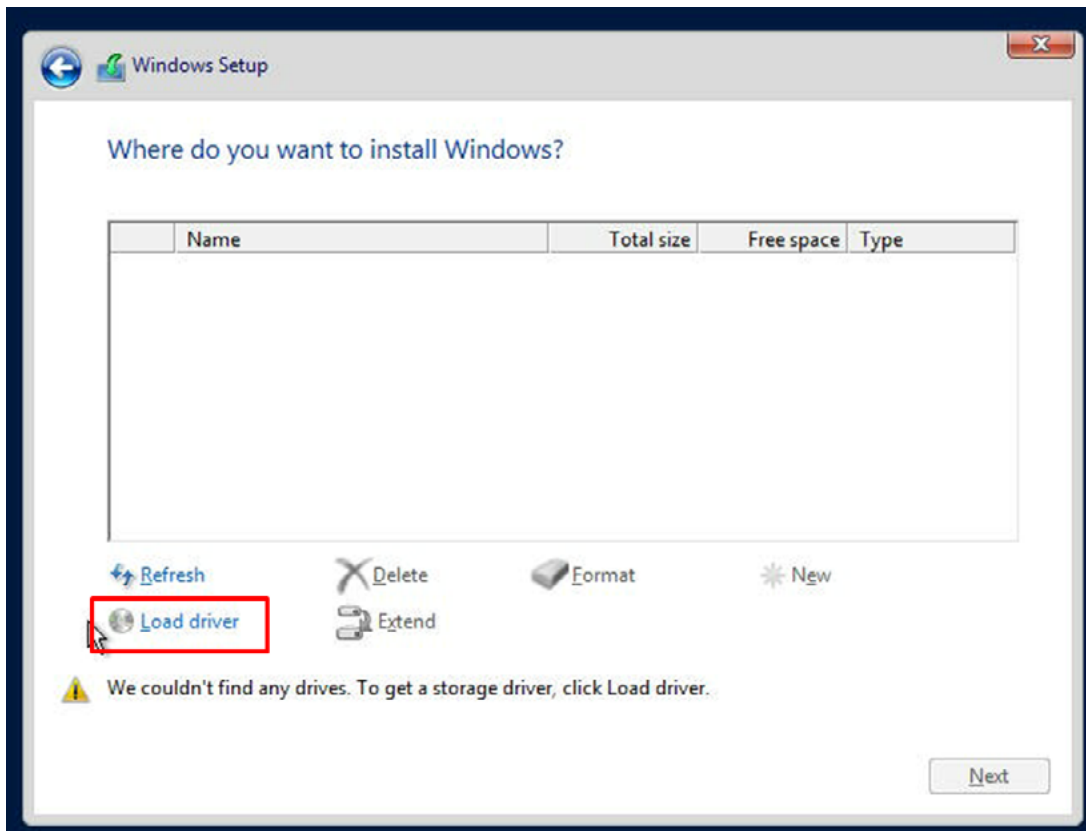 Windows Setup
Where do you want to install Windows?
Name Total size Free space Type
Refresh Delete Format New
Load driver Extend
We couldn't find any drives. To get a storage driver, click Load driver.
Next